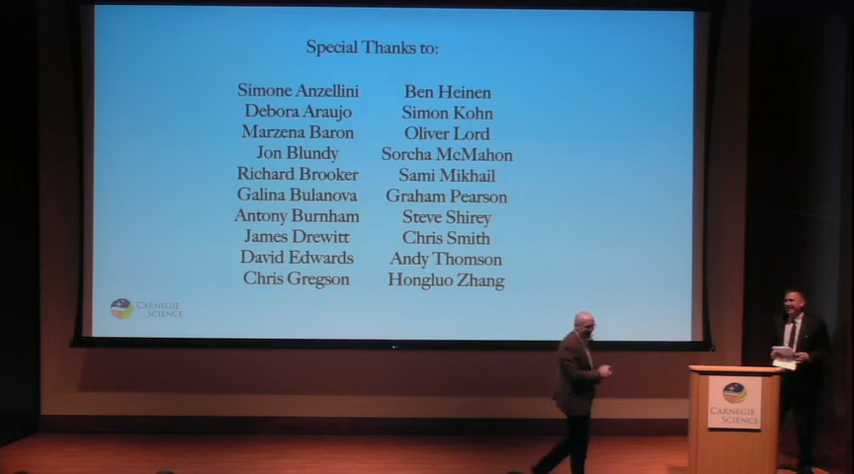 Special Thanks to:
Simone Anzellini
Debora Araujo
Marzena Baron
Jon Blundy
Richard Brooker
Galina Bulanova
Antony Burnham
James Drewitt
David Edwards
Chris Gregson
Ben Heinen
Simon Kohn
Oliver Lord
Sorcha McMahon
Sami Mikhail
Graham Pearson
Steve Shirey
Chris Smith
Andy Thomson
Hongluo Zhang
CARNEGIE
SCIENCE
CARNEGIE
SCIENCE